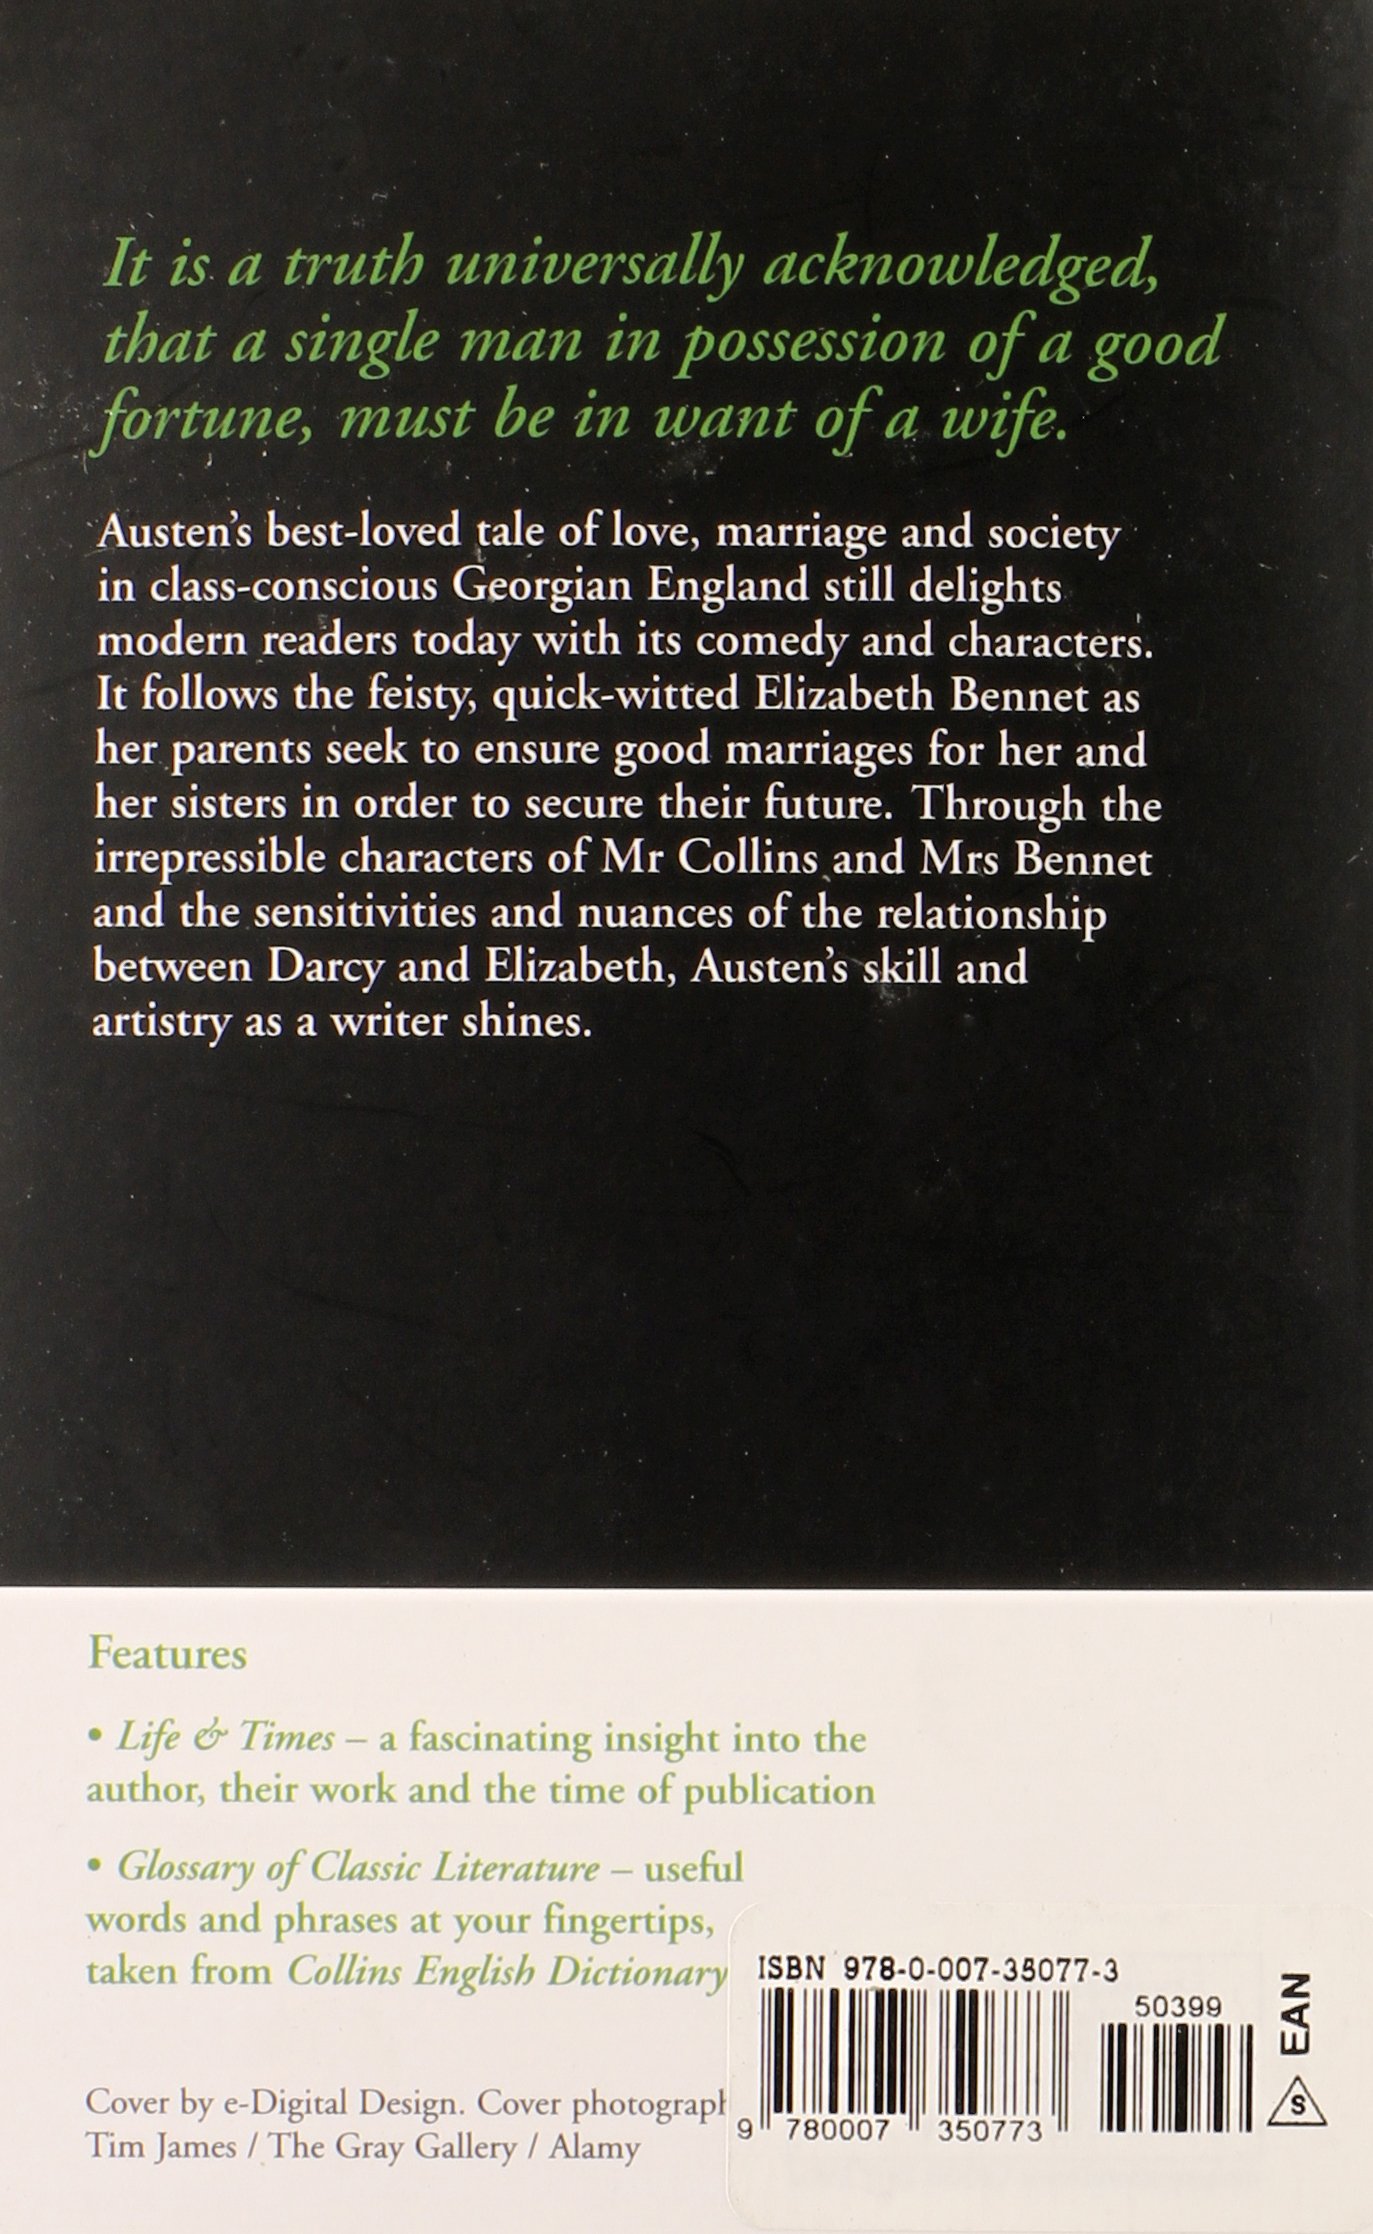 It is a truth universally acknowledged,
that a single man in possession of a good
fortune, must be in want of a wife.
Austen's best-loved tale of love, marriage and society
in class-conscious Georgian England still delights
modern readers today with its comedy and characters.
It follows the feisty, quick-witted Elizabeth Bennet as
her parents seek to ensure good marriages for her and
her sisters in order to secure their future. Through the
irrepressible characters of Mr Collins and Mrs Bennet
and the sensitivities and nuances of the relationship
between Darcy and Elizabeth, Austen's skill and
artistry as a writer shines.
Features
• Life & Times – a fascinating insight into the
author, their work and the time of publication
• Glossary of Classic Literature – useful
words and phrases at your fingertips,
taken from Collins English Dictionary
Cover by e-Digital Design. Cover photograph
Tim James / The Gray Gallery / Alamy
ISBN 978-0-007-35077-3
50399
9 780007 350773
EAN
S